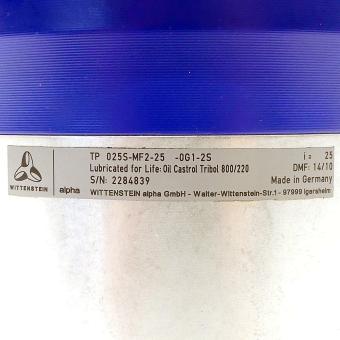 TP 025S-MF2-25 -0G1-2S i= 25
Lubricated for Life: Oil Castrol Tribol 800/220 DMF: 14/10
S/N: 2284839 Made in Germany
WITTENSTEIN alpha WITTENSTEIN alpha GmbH - Walter-Wittenstein-Str.1 - 97999 Igersheim